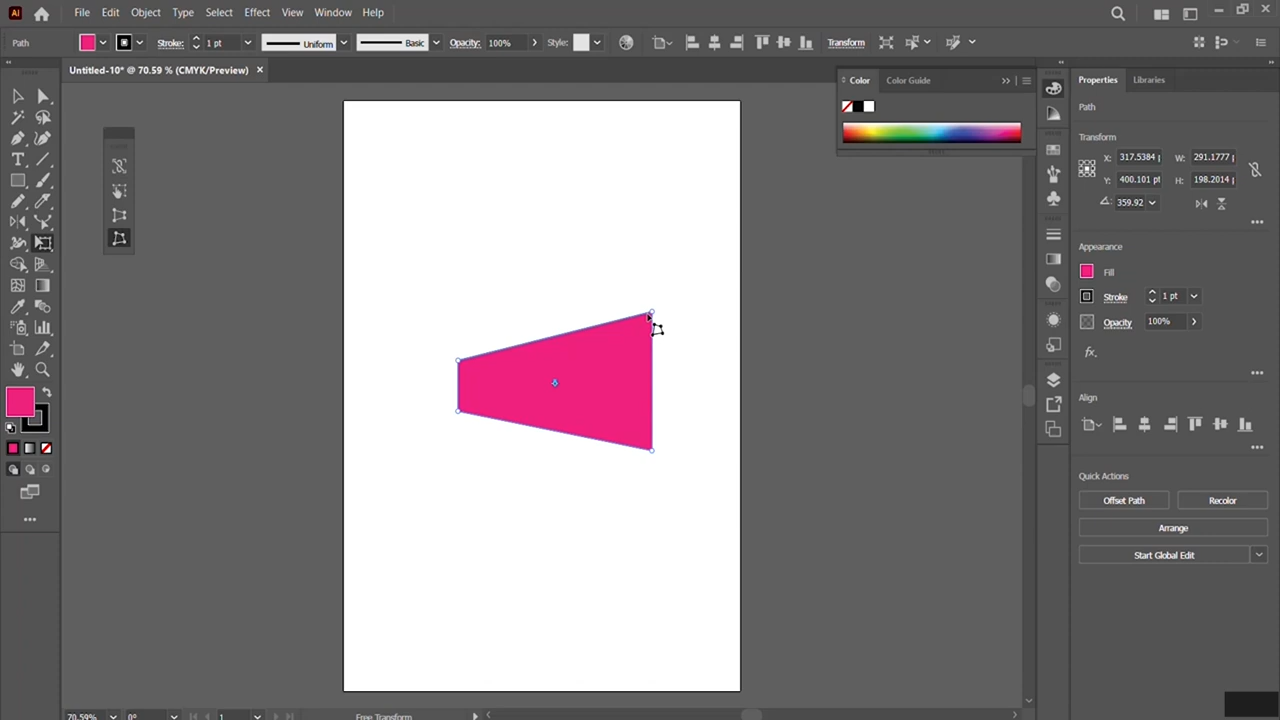 Ai File Edit Object Type Select Effect View Window Help
Path Stroke: 1 pt Uniform Basic Opacity: 100% Style: Transform
Untitled-10* @ 70.59 % (CMYK/Preview) ×
Color Color Guide
Properties Libraries
Path
Transform
X: 317.5384 W: 291.1777
Y: 400.101 pt H: 198.2014
359.92
Appearance
Fill
Stroke 1 pt
Opacity 100%
fx
Align
Quick Actions
Offset Path Recolor
Arrange
Start Global Edit
70.59% 0° 1 Free Transform